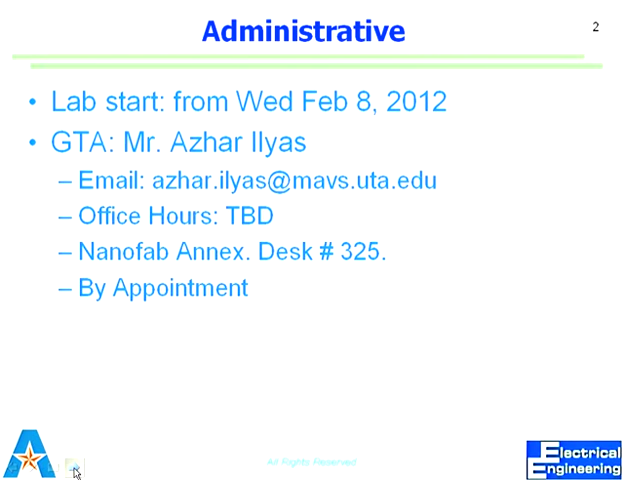 Administrative
2
• Lab start: from Wed Feb 8, 2012
• GTA: Mr. Azhar Ilyas
– Email: azhar.ilyas@mavs.uta.edu
– Office Hours: TBD
– Nanofab Annex. Desk # 325.
– By Appointment
All Rights Reserved
Electrical
Engineering